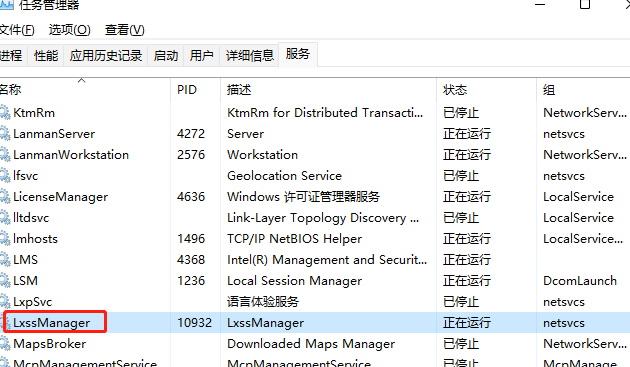 任务管理器
文件(F) 选项(O) 查看(V)
进程 性能 应用历史记录 启动 用户 详细信息 服务
名称 PID 描述 状态 组
KtmRm KtmRm for Distributed Transacti... 已停止 NetworkServ...
LanmanServer 4272 Server 正在运行 netsvcs
LanmanWorkstation 2576 Workstation 正在运行 NetworkServ...
lfsvc Geolocation Service 已停止 netsvcs
LicenseManager 4636 Windows 许可证管理器服务 正在运行 LocalService
lltdsvc Link-Layer Topology Discovery ... 已停止 LocalService
lmhosts 1496 TCP/IP NetBIOS Helper 正在运行 LocalService...
LMS 4368 Intel(R) Management and Securit... 正在运行
LSM 1236 Local Session Manager 正在运行 DcomLaunch
LxpSvc 语言体验服务 已停止 netsvcs
LxssManager 10932 LxssManager 正在运行 netsvcs
MapsBroker Downloaded Maps Manager 已停止 NetworkServ...
McpManagementService McpManagementService 已停止 McpManage...